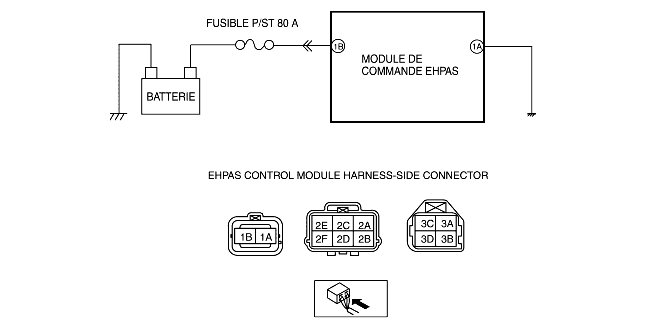 FUSIBLE P/ST 80 A
1B
1A
MODULE DE
COMMANDE EHPAS
BATTERIE
EHPAS CONTROL MODULE HARNESS-SIDE CONNECTOR
1B 1A
2E 2C 2A
2F 2D 2B
3C 3A
3D 3B